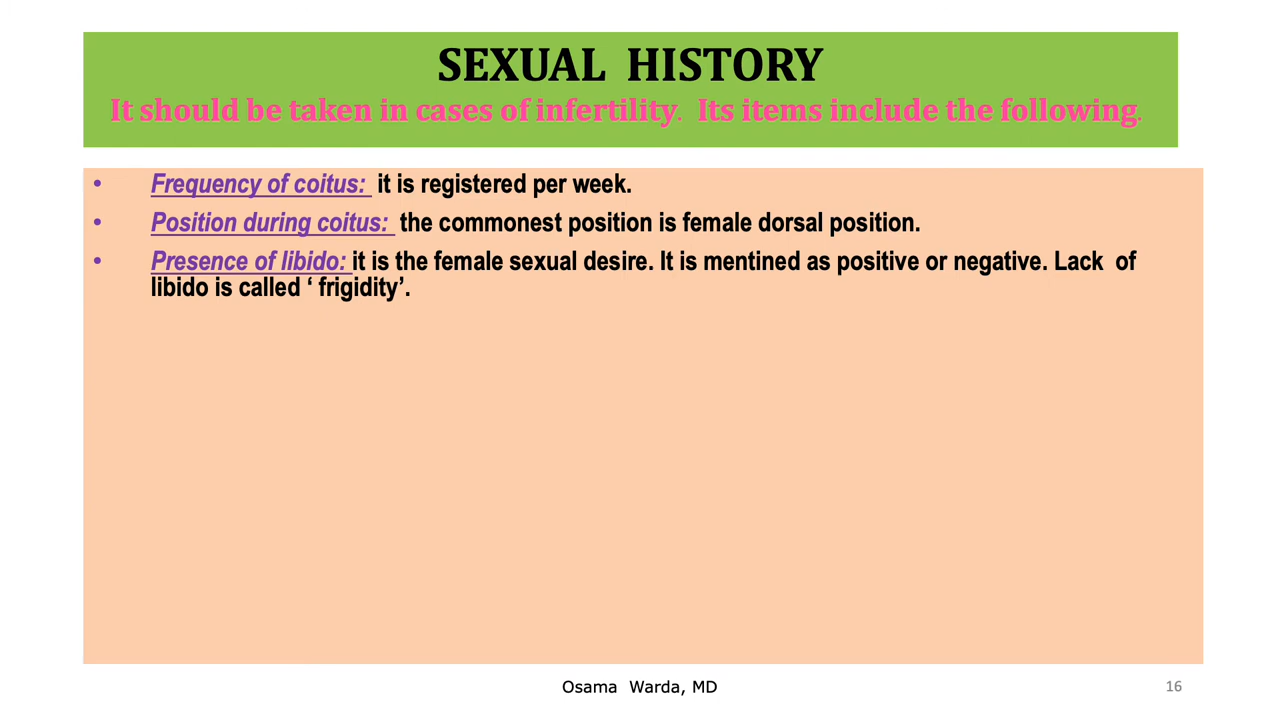 SEXUAL HISTORY
It should be taken in cases of infertility. Its items include the following.
• Frequency of coitus: it is registered per week.
• Position during coitus: the commonest position is female dorsal position.
• Presence of libido: it is the female sexual desire. It is mentined as positive or negative. Lack of
libido is called ‘ frigidity’.
Osama Warda, MD
16